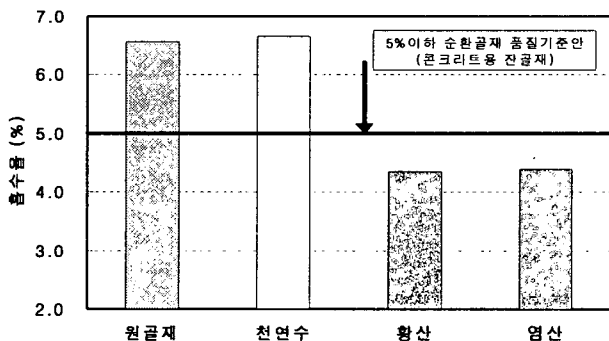 7.0
6.0
5.0
4.0
3.0
2.0
흡수율 (%)
5%이하 순환골재 품질기준안
(콘크리트용 잔골재)
원골재
천연수
황산
염산